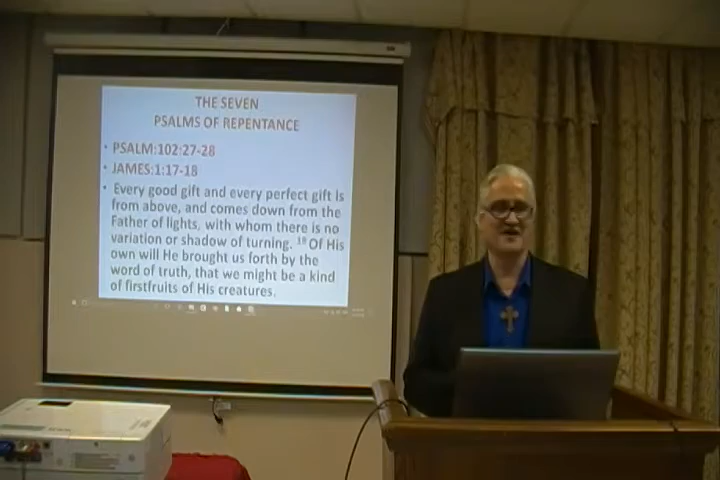 THE SEVEN
PSALMS OF REPENTANCE
• PSALM:102:27-28
• JAMES:1:17-18
• Every good gift and every perfect gift is
from above, and comes down from the
Father of lights, with whom there is no
variation or shadow of turning. 18 Of His
own will He brought us forth by the
word of truth, that we might be a kind
of firstfruits of His creatures.